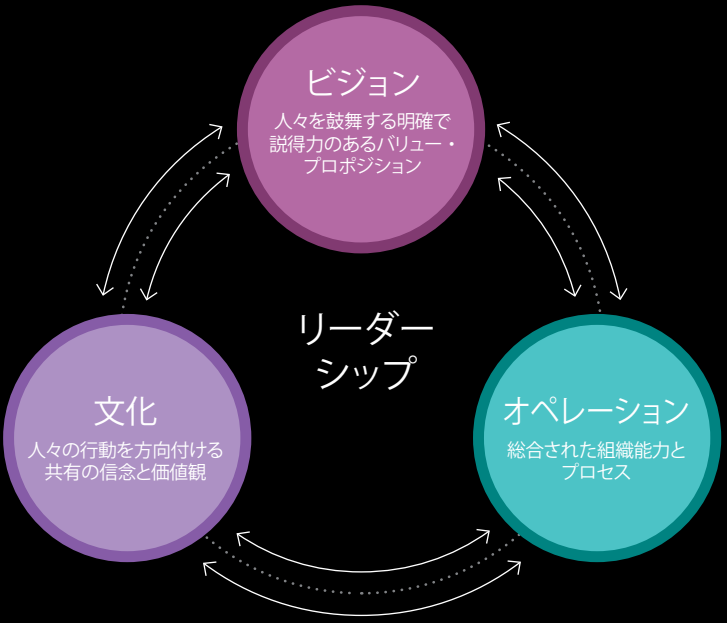 ビジョン
人々を鼓舞する明確で
説得力のあるバリュー・
プロポジション
リーダー
シップ
文化
人々の行動を方向付ける
共有の信念と価値観
オペレーション
総合された組織能力と
プロセス